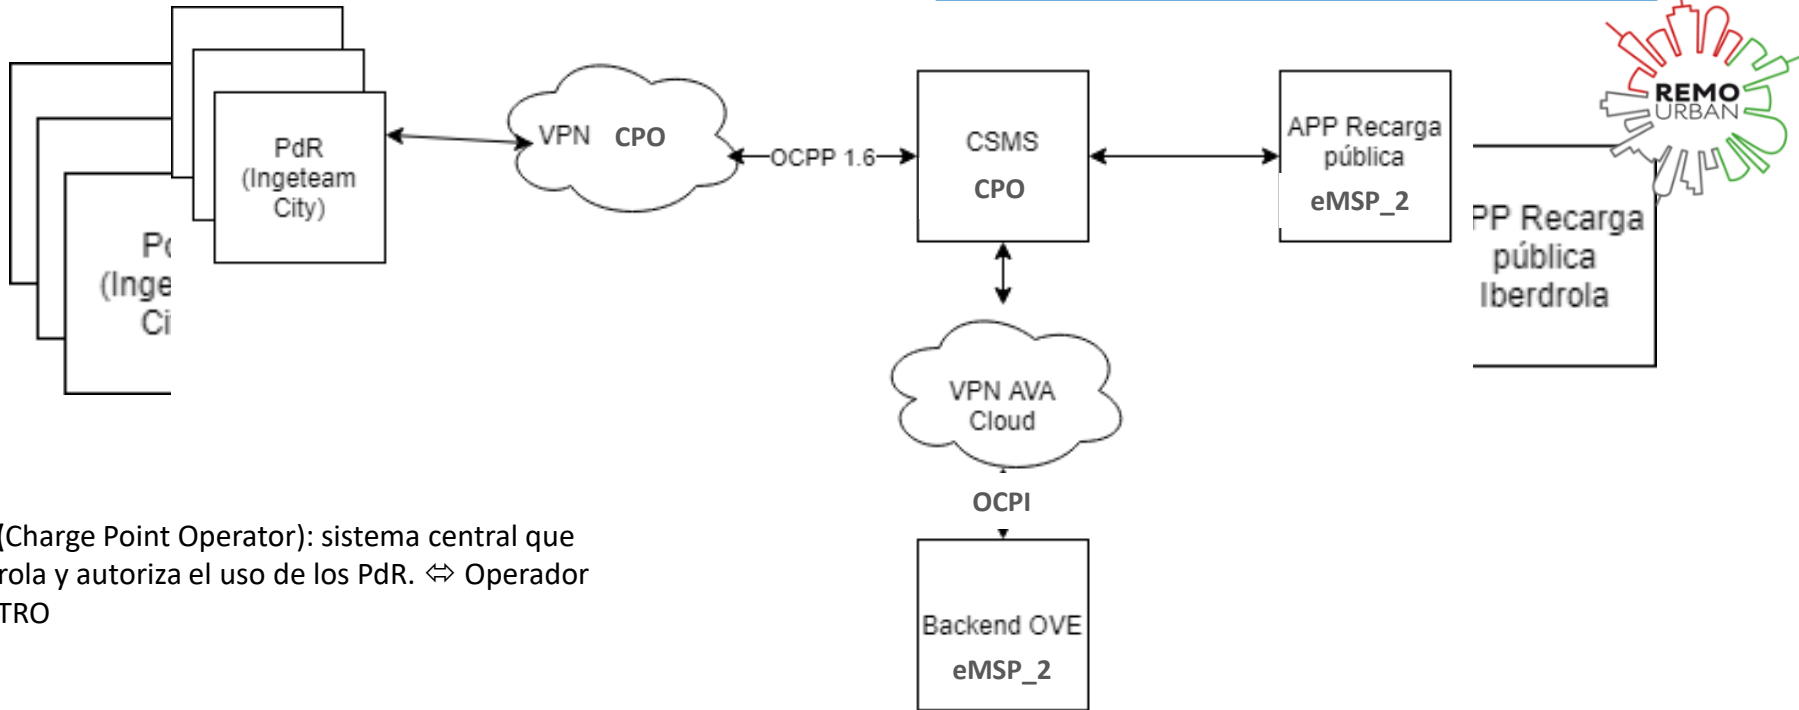 REMO
URBAN
PdR
(Ingeteam
City)
VPN CPO
OCPP 1.6
CSMS
CPO
APP Recarga
pública
eMSP_2
(Inge
Ci
PP Recarga
pública
Iberdrola
VPN AVA
Cloud
OCPI
(Charge Point Operator): sistema central que
rola y autoriza el uso de los PdR. ⬄ Operador
TRO
Backend OVE
eMSP_2